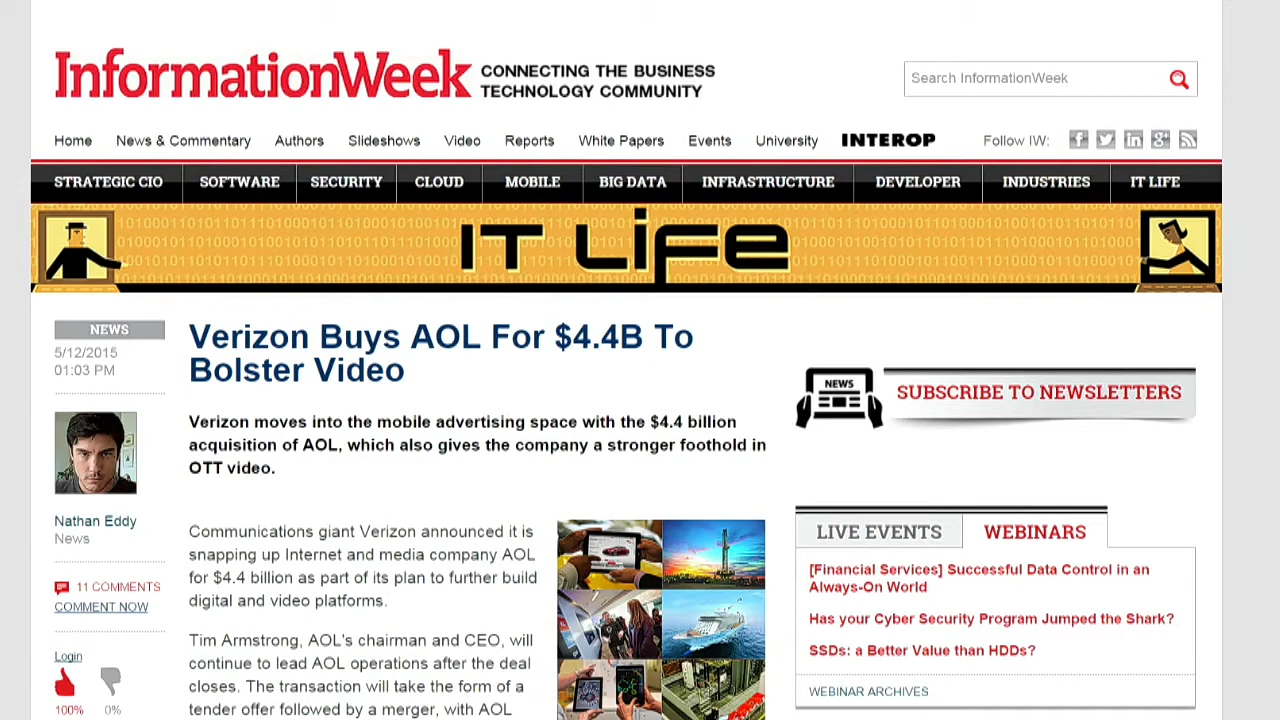 InformationWeek CONNECTING THE BUSINESS
TECHNOLOGY COMMUNITY
Search InformationWeek
Home News & Commentary Authors Slideshows Video Reports White Papers Events University INTEROP Follow IW:
STRATEGIC CIO SOFTWARE SECURITY CLOUD MOBILE BIG DATA INFRASTRUCTURE DEVELOPER INDUSTRIES IT LIFE
IT LiFE
NEWS
5/12/2015
01:03 PM
Nathan Eddy
News
11 COMMENTS
COMMENT NOW
Login
100% 0%
Verizon Buys AOL For $4.4B To
Bolster Video
Verizon moves into the mobile advertising space with the $4.4 billion
acquisition of AOL, which also gives the company a stronger foothold in
OTT video.
Communications giant Verizon announced it is
snapping up Internet and media company AOL
for $4.4 billion as part of its plan to further build
digital and video platforms.
Tim Armstrong, AOL's chairman and CEO, will
continue to lead AOL operations after the deal
closes. The transaction will take the form of a
tender offer followed by a merger, with AOL
NEWS
SUBSCRIBE TO NEWSLETTERS
LIVE EVENTS WEBINARS
[Financial Services] Successful Data Control in an
Always-On World
Has your Cyber Security Program Jumped the Shark?
SSDs: a Better Value than HDDs?
WEBINAR ARCHIVES